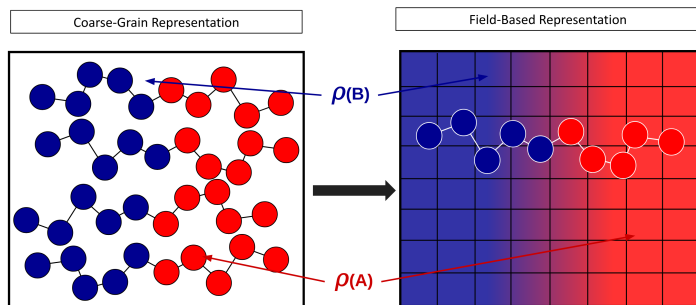 Coarse-Grain Representation
Field-Based Representation
ρ(B)
ρ(A)